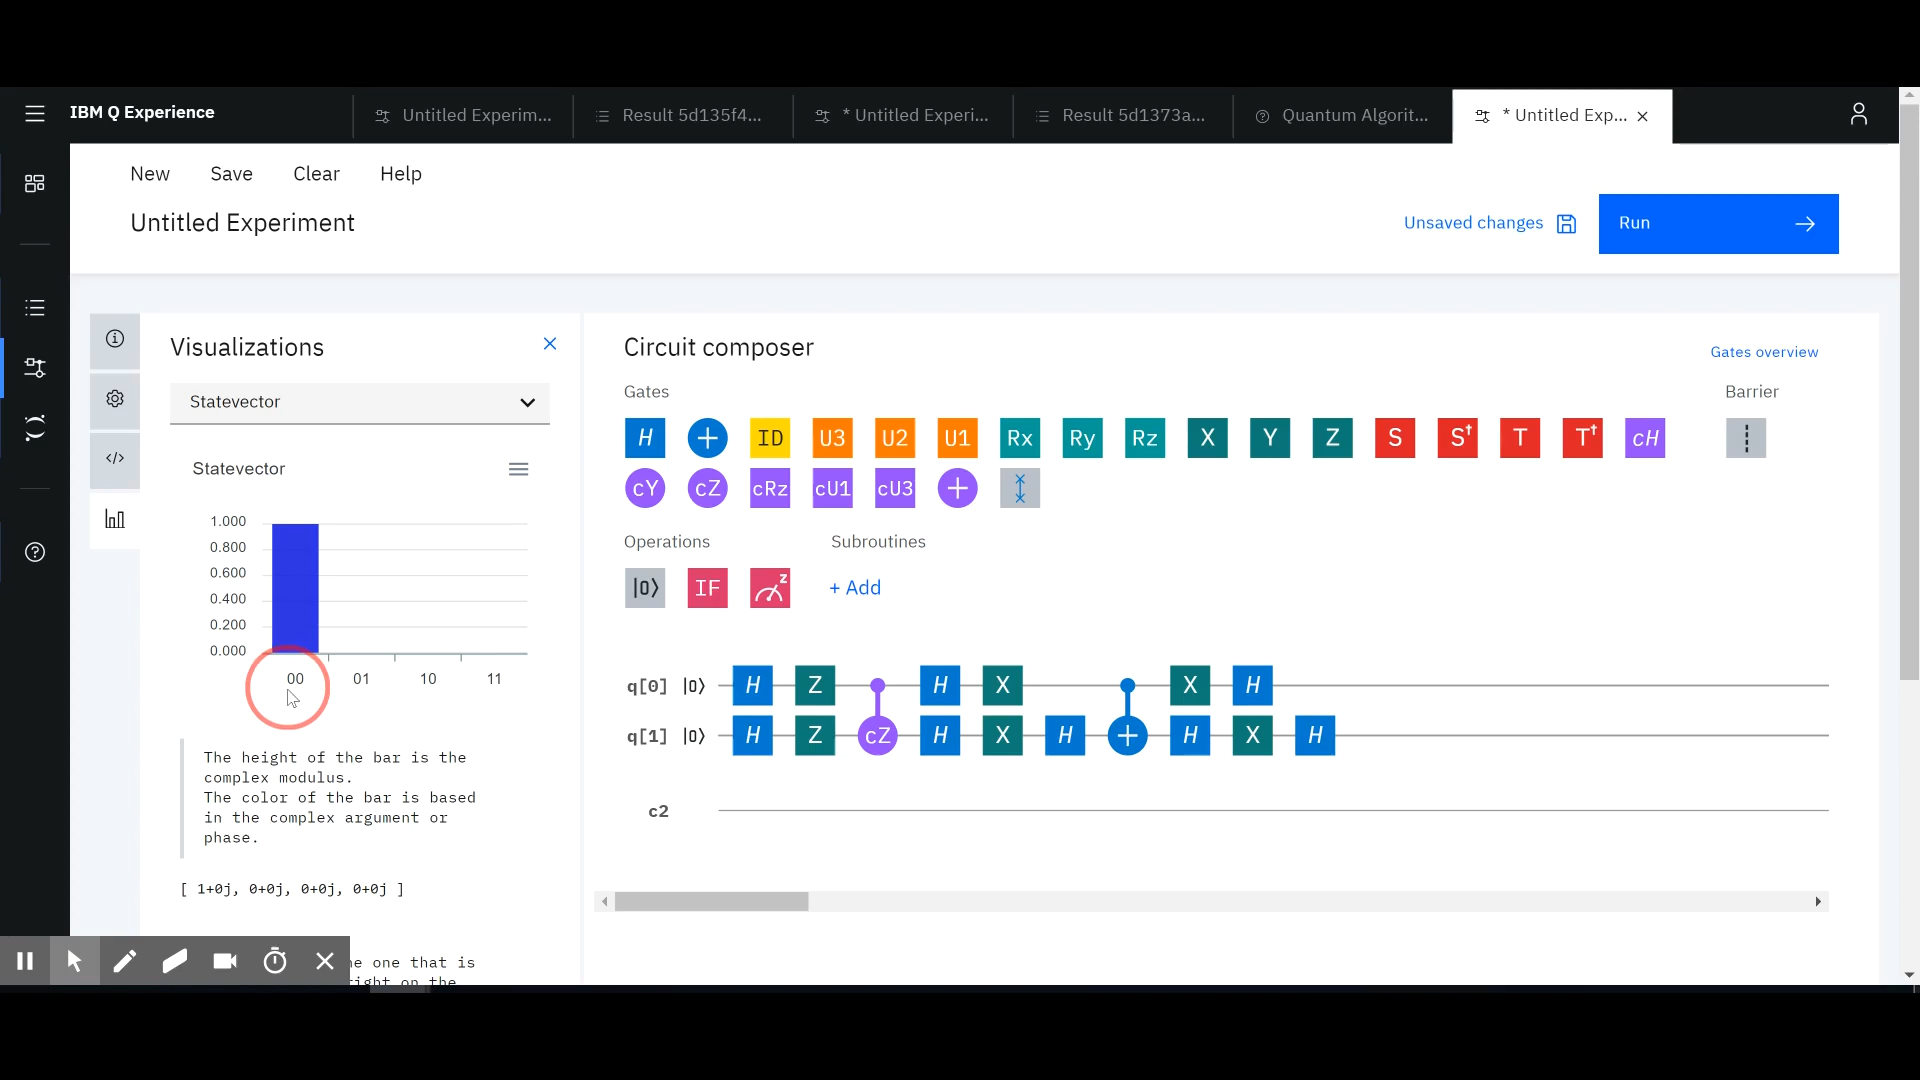 IBM Q Experience
Untitled Experim...
Result 5d135f4...
* Untitled Experi...
Result 5d1373a...
Quantum Algorit...
* Untitled Exp...
New Save Clear Help
Untitled Experiment
Unsaved changes
Run
Visualizations
Statevector
Statevector
1.000
0.800
0.600
0.400
0.200
0.000
00 01 10 11
The height of the bar is the
complex modulus.
The color of the bar is based
in the complex argument or
phase.
[ 1+0j, 0+0j, 0+0j, 0+0j ]
one that is
right on the
Circuit composer
Gates overview
Gates
Barrier
H + ID U3 U2 U1 Rx Ry Rz X Y Z S S† T T† cH
cY cZ cRz cU1 cU3 +
Operations
Subroutines
|0⟩ IF z
+ Add
q[0] |0⟩ H Z H X X H
q[1] |0⟩ H Z cZ H X H + H X H
c2